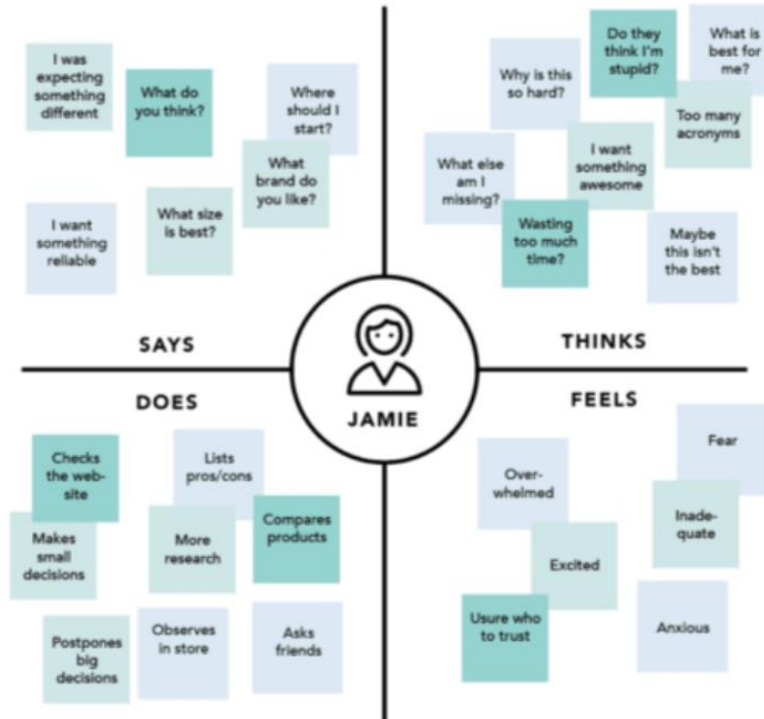 I was
expecting
something
different
What do
you think?
Where
should I
start?
What
brand do
you like?
I want
something
reliable
What size
is best?
SAYS
Do they
think I'm
stupid?
What is
best for
me?
Why is this
so hard?
Too many
acronyms
I want
something
awesome
What else
am I
missing?
Wasting
too much
time?
Maybe
this isn't
the best
THINKS
JAMIE
DOES
Checks
the web-
site
Lists
pros/cons
Compares
products
Makes
small
decisions
More
research
Postpones
big
decisions
Observes
in store
Asks
friends
FEELS
Fear
Over-
whelmed
Inade-
quate
Excited
Usure who
to trust
Anxious